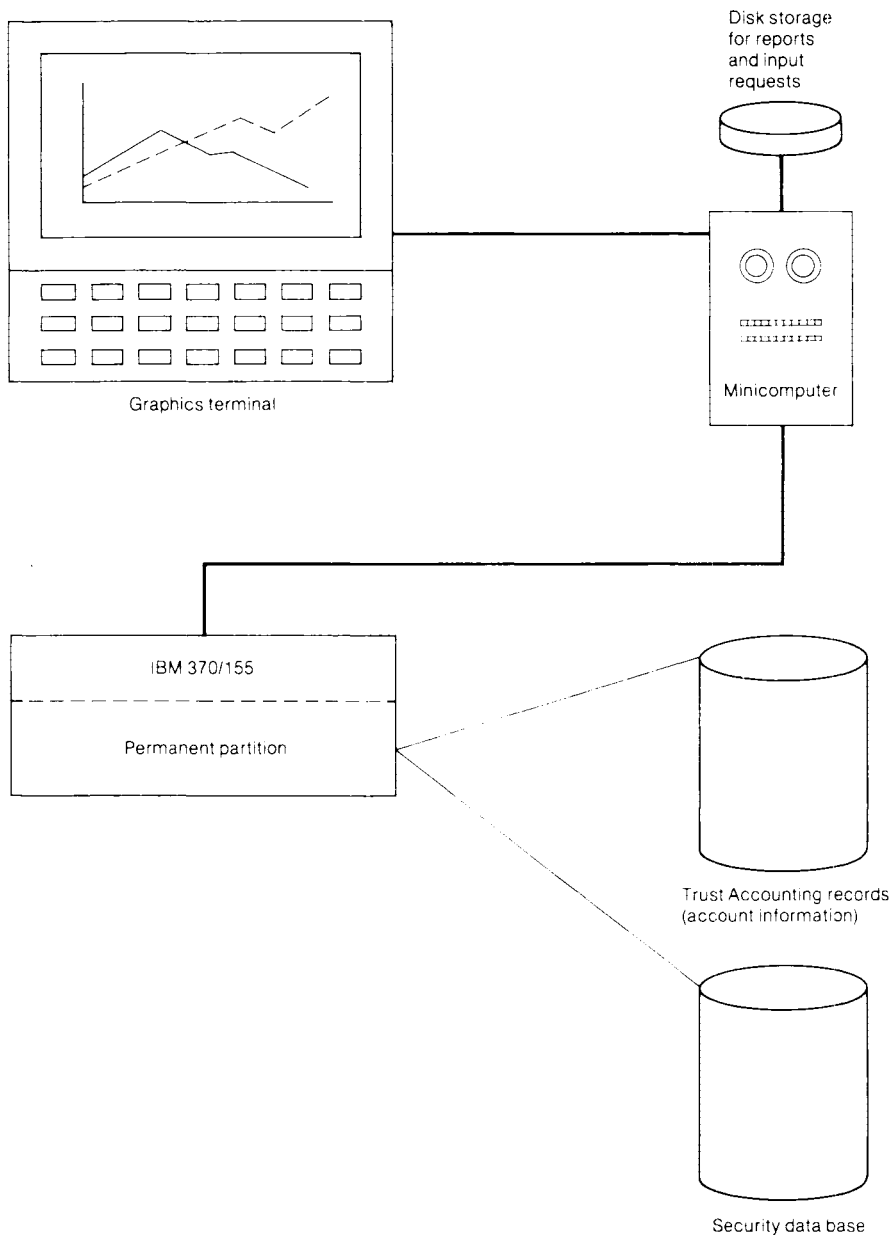 Disk storage
for reports
and input
requests
Minicomputer
Graphics terminal
IBM 370/155
Permanent partition
Trust Accounting records
(account information)
Security data base